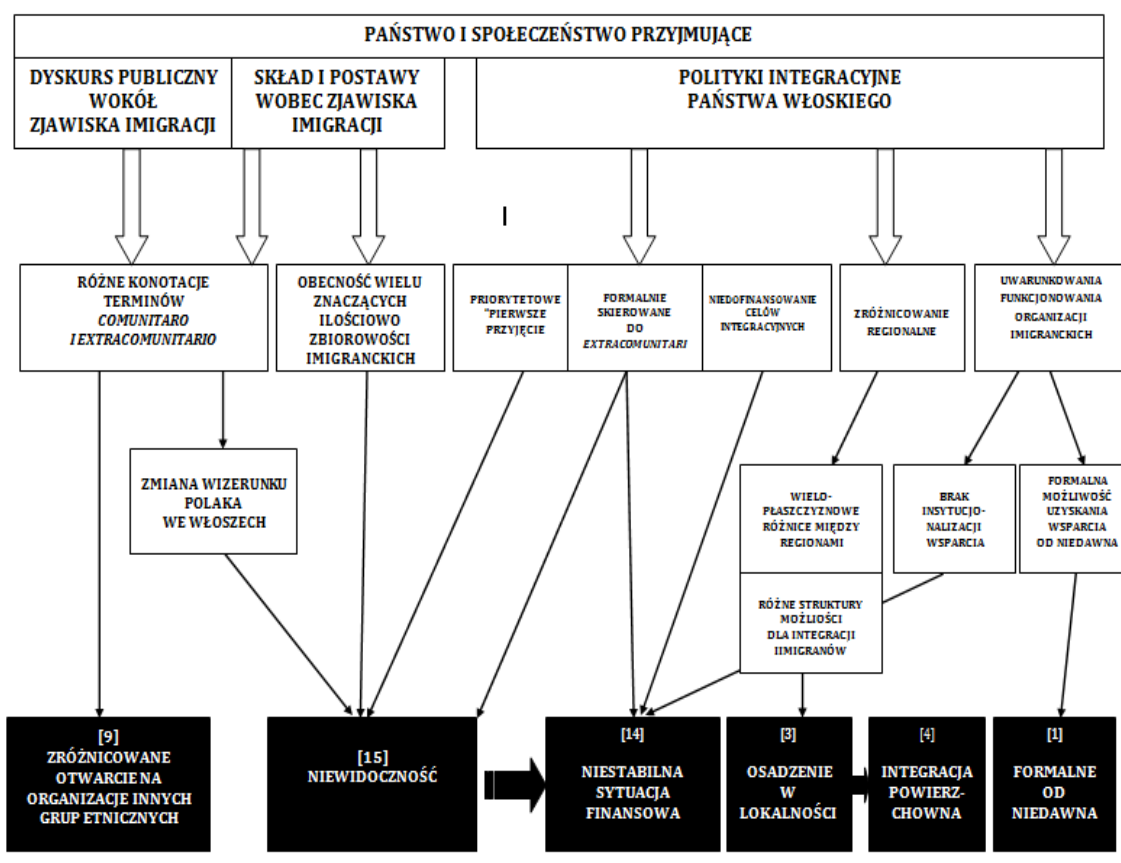 PAŃSTWO I SPOŁECZEŃSTWO PRZYJMUJĄCE
DYSKURS PUBLICZNY
WOKÓŁ
ZJAWISKA IMIGRACJI
SKŁAD I POSTAWY
WOBEC ZJAWISKA
IMIGRACJI
POLITYKI INTEGRACYJNE
PAŃSTWA WŁOSKIEGO
RÓŻNE KONOTACJE
TERMINÓW
COMUNITARO
I EXTRACOMUNITARIO
OBECNOŚĆ WIELU
ZNACZĄCYCH
ILOŚCIOWO
ZBIOROWOŚCI
IMIGRANCKICH
PRIORYTETOWE
"PIERWSZE
PRZYJĘCIE
FORMALNIE
SKIEROWANE
DO
EXTRACOMUNITARI
NIEDOFINANSOWANIE
CELÓW
INTEGRACYJNYCH
ZRÓŻNICOWANIE
REGIONALNE
UWARUNKOWANIA
FUNKCJONOWANIA
ORGANIZACJI
IMIGRANCKICH
ZMIANA WIZERUNKU
POLAKA
WE WŁOSZECH
WIELO-
PŁASZCZYZNOWE
RÓŻNICE MIĘDZY
REGIONAMI
BRAK
INSYTUCJO-
NALIZACJI
WSPARCIA
FORMALNA
MOŻLIWOŚĆ
UZYSKANIA
WSPARCIA
OD NIEDAWNA
RÓŻNE STRUKTURY
MOŻLIOŚCI
DLA INTEGRACJI
IIMIGRANÓW
[9]
ZRÓŻNICOWANE
OTWARCIE NA
ORGANIZACJE INNYCH
GRUP ETNICZNYCH
[15]
NIEWIDOCZNOŚĆ
[14]
NIESTABILNA
SYTUACJA
FINANSOWA
[3]
OSADZENIE
W
LOKALNOŚCI
[4]
INTEGRACJA
POWIERZ-
CHOWNA
[1]
FORMALNE
OD
NIEDAWNA